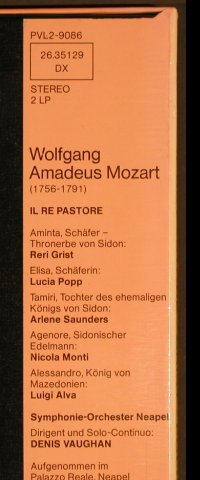 PVL2-9086
26.35129
DX
STEREO
2 LP
Wolfgang
Amadeus Mozart
(1756-1791)
IL RE PASTORE
Aminta, Schäfer –
Thronerbe von Sidon:
Reri Grist
Elisa, Schäferin:
Lucia Popp
Tamiri, Tochter des ehemaligen
Königs von Sidon:
Arlene Saunders
Agenore, Sidonischer
Edelmann:
Nicola Monti
Alessandro, König von
Mazedonien:
Luigi Alva
Symphonie-Orchester Neapel
Dirigent und Solo-Continuo:
DENIS VAUGHAN
Aufgenommen im
Palazzo Reale, Neapel